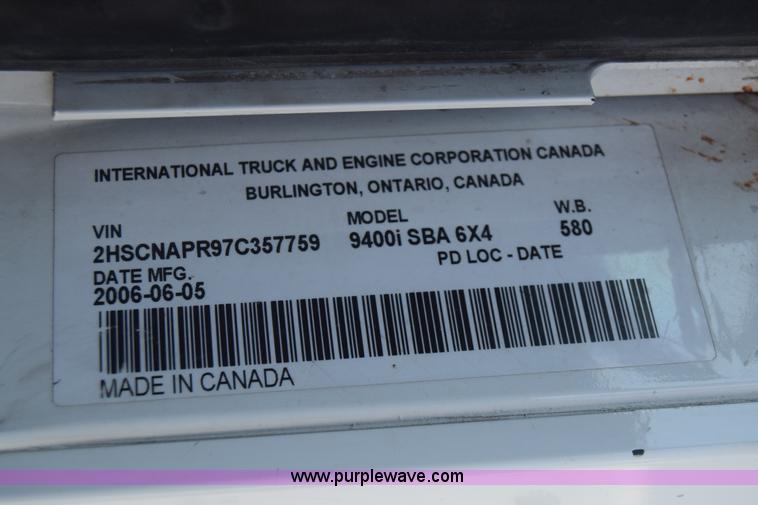 INTERNATIONAL TRUCK AND ENGINE CORPORATION CANADA
BURLINGTON, ONTARIO, CANADA
VIN MODEL W.B.
2HSCNAPR97C357759 9400i SBA 6X4 580
DATE MFG. PD LOC - DATE
2006-06-05
MADE IN CANADA
www.purplewave.com